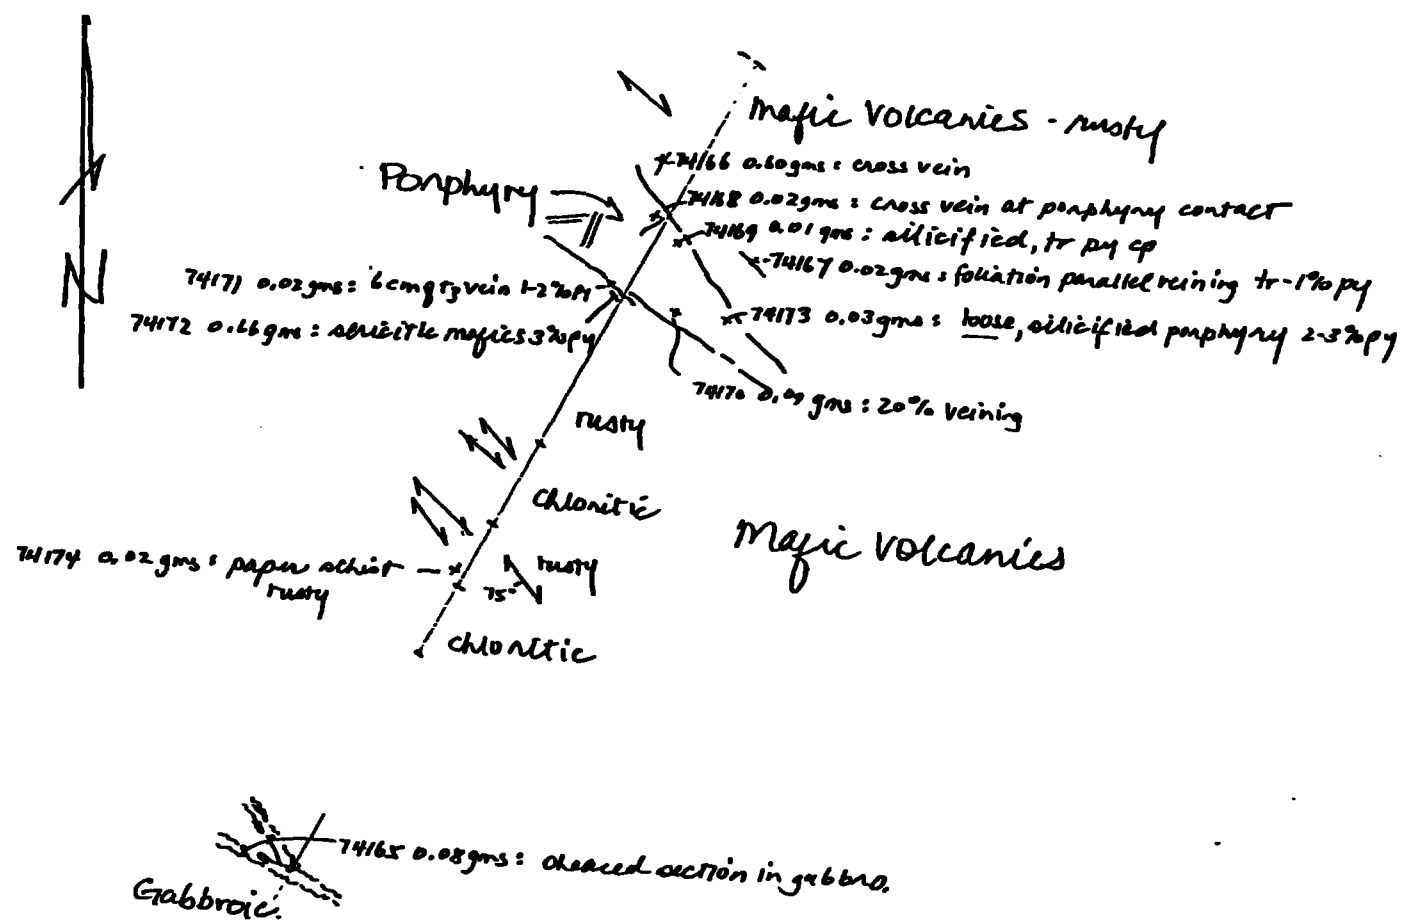 Mafic Volcanics - rusty
74166 0.60gms : cross vein
Porphyry
74168 0.02gms : cross vein at porphyry contact
74169 0.01 gms : silicified, tr py cp
74167 0.02gms : foliation parallel veining tr-1% py
74171 0.02gms : 6cm qtz vein 1-2% py
74173 0.03gms : loose, silicified porphyry 2-3% py
74172 0.66gms : sericitic mafics 3% py
74170 gms : 20% veining
rusty
chloritic
Mafic Volcanics
74174 0.02gms : paper schist
rusty
rusty
75°
chloritic
N
74165 0.08gms : sheared section in gabbro.
Gabbroic.